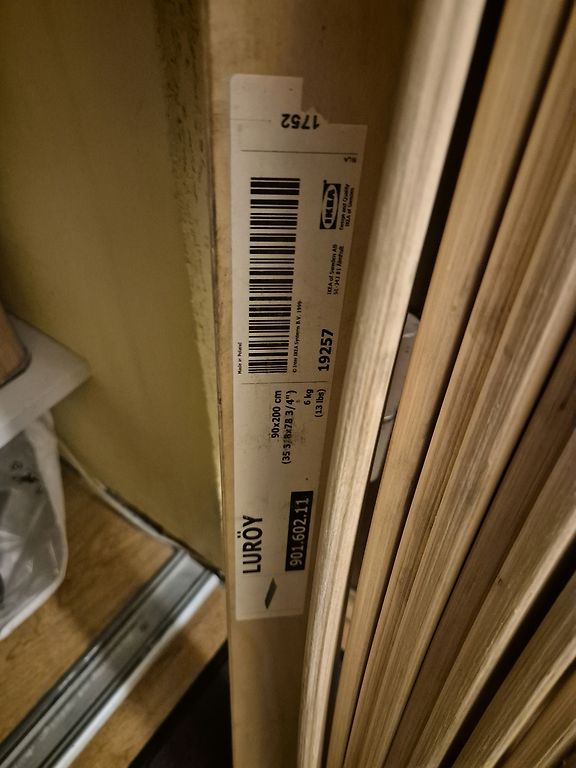 1752
MLA
IKEA
Design and Quality
IKEA of Sweden
IKEA of Sweden AB
SE-343 81 Älmhult
19257
© Inter IKEA Systems B.V. 1999
Made in Poland
90x200 cm
(35 3/8x78 3/4")
6 kg
(13 lbs)
LURÖY
901.602.11